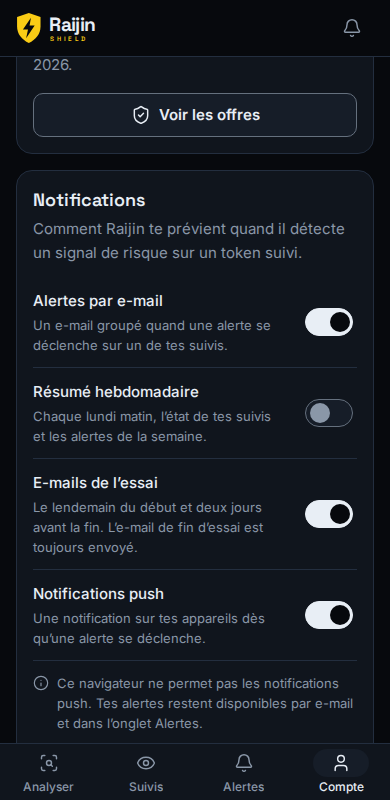 Raijin
SHIELD
2026.
Voir les offres
Notifications
Comment Raijin te prévient quand il détecte
un signal de risque sur un token suivi.
Alertes par e-mail
Un e-mail groupé quand une alerte se
déclenche sur un de tes suivis.
Résumé hebdomadaire
Chaque lundi matin, l’état de tes suivis
et les alertes de la semaine.
E-mails de l’essai
Le lendemain du début et deux jours
avant la fin. L’e-mail de fin d’essai est
toujours envoyé.
Notifications push
Une notification sur tes appareils dès
qu’une alerte se déclenche.
Ce navigateur ne permet pas les notifications
push. Tes alertes restent disponibles par e-mail
et dans l’onglet Alertes.
Analyser
Suivis
Alertes
Compte